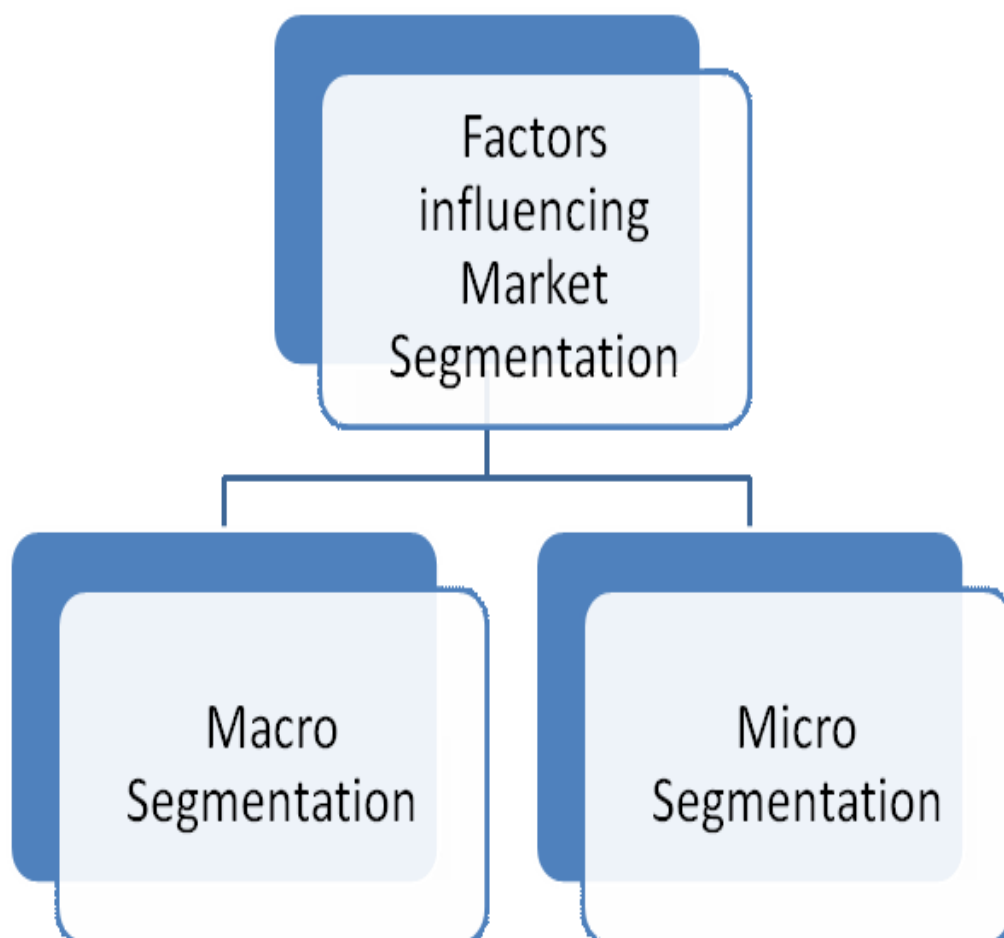 Factors
influencing
Market
Segmentation
Macro
Segmentation
Micro
Segmentation